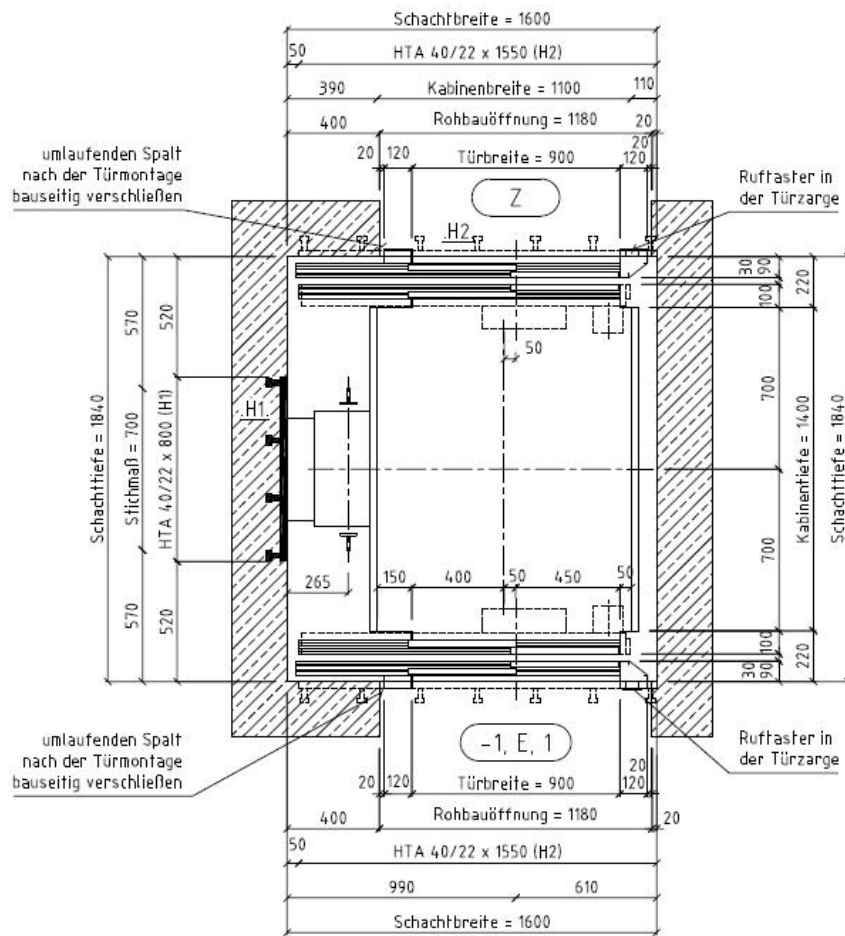 Schachtbreite = 1600
50
HTA 40/22 x 1550 (H2)
390
Kabinenbreite = 1100
110
400
Rohbauöffnung = 1180
20
umlaufenden Spalt
nach der Türmontage
bauseitig verschließen
20
120
Türbreite = 900
20
120
Ruftaster in
der Türzarge
Z
H2
Schachttiefe = 1840
570
Stichmaß = 700
570
520
HTA 40/22 x 800 (H1)
520
H1
50
30
90
100
220
700
Kabinentiefe = 1400
Schachttiefe = 1840
700
265
150
400
50
450
50
100
30
90
220
umlaufenden Spalt
nach der Türmontage
bauseitig verschließen
-1, E, 1
Ruftaster in
der Türzarge
20
120
Türbreite = 900
20
120
400
Rohbauöffnung = 1180
20
50
HTA 40/22 x 1550 (H2)
990
610
Schachtbreite = 1600